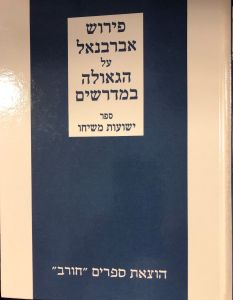 פירוש
אברבנאל
על
הגאולה
במדרשים
ספר
ישועות משיחו
הוצאת ספרים "חורב"